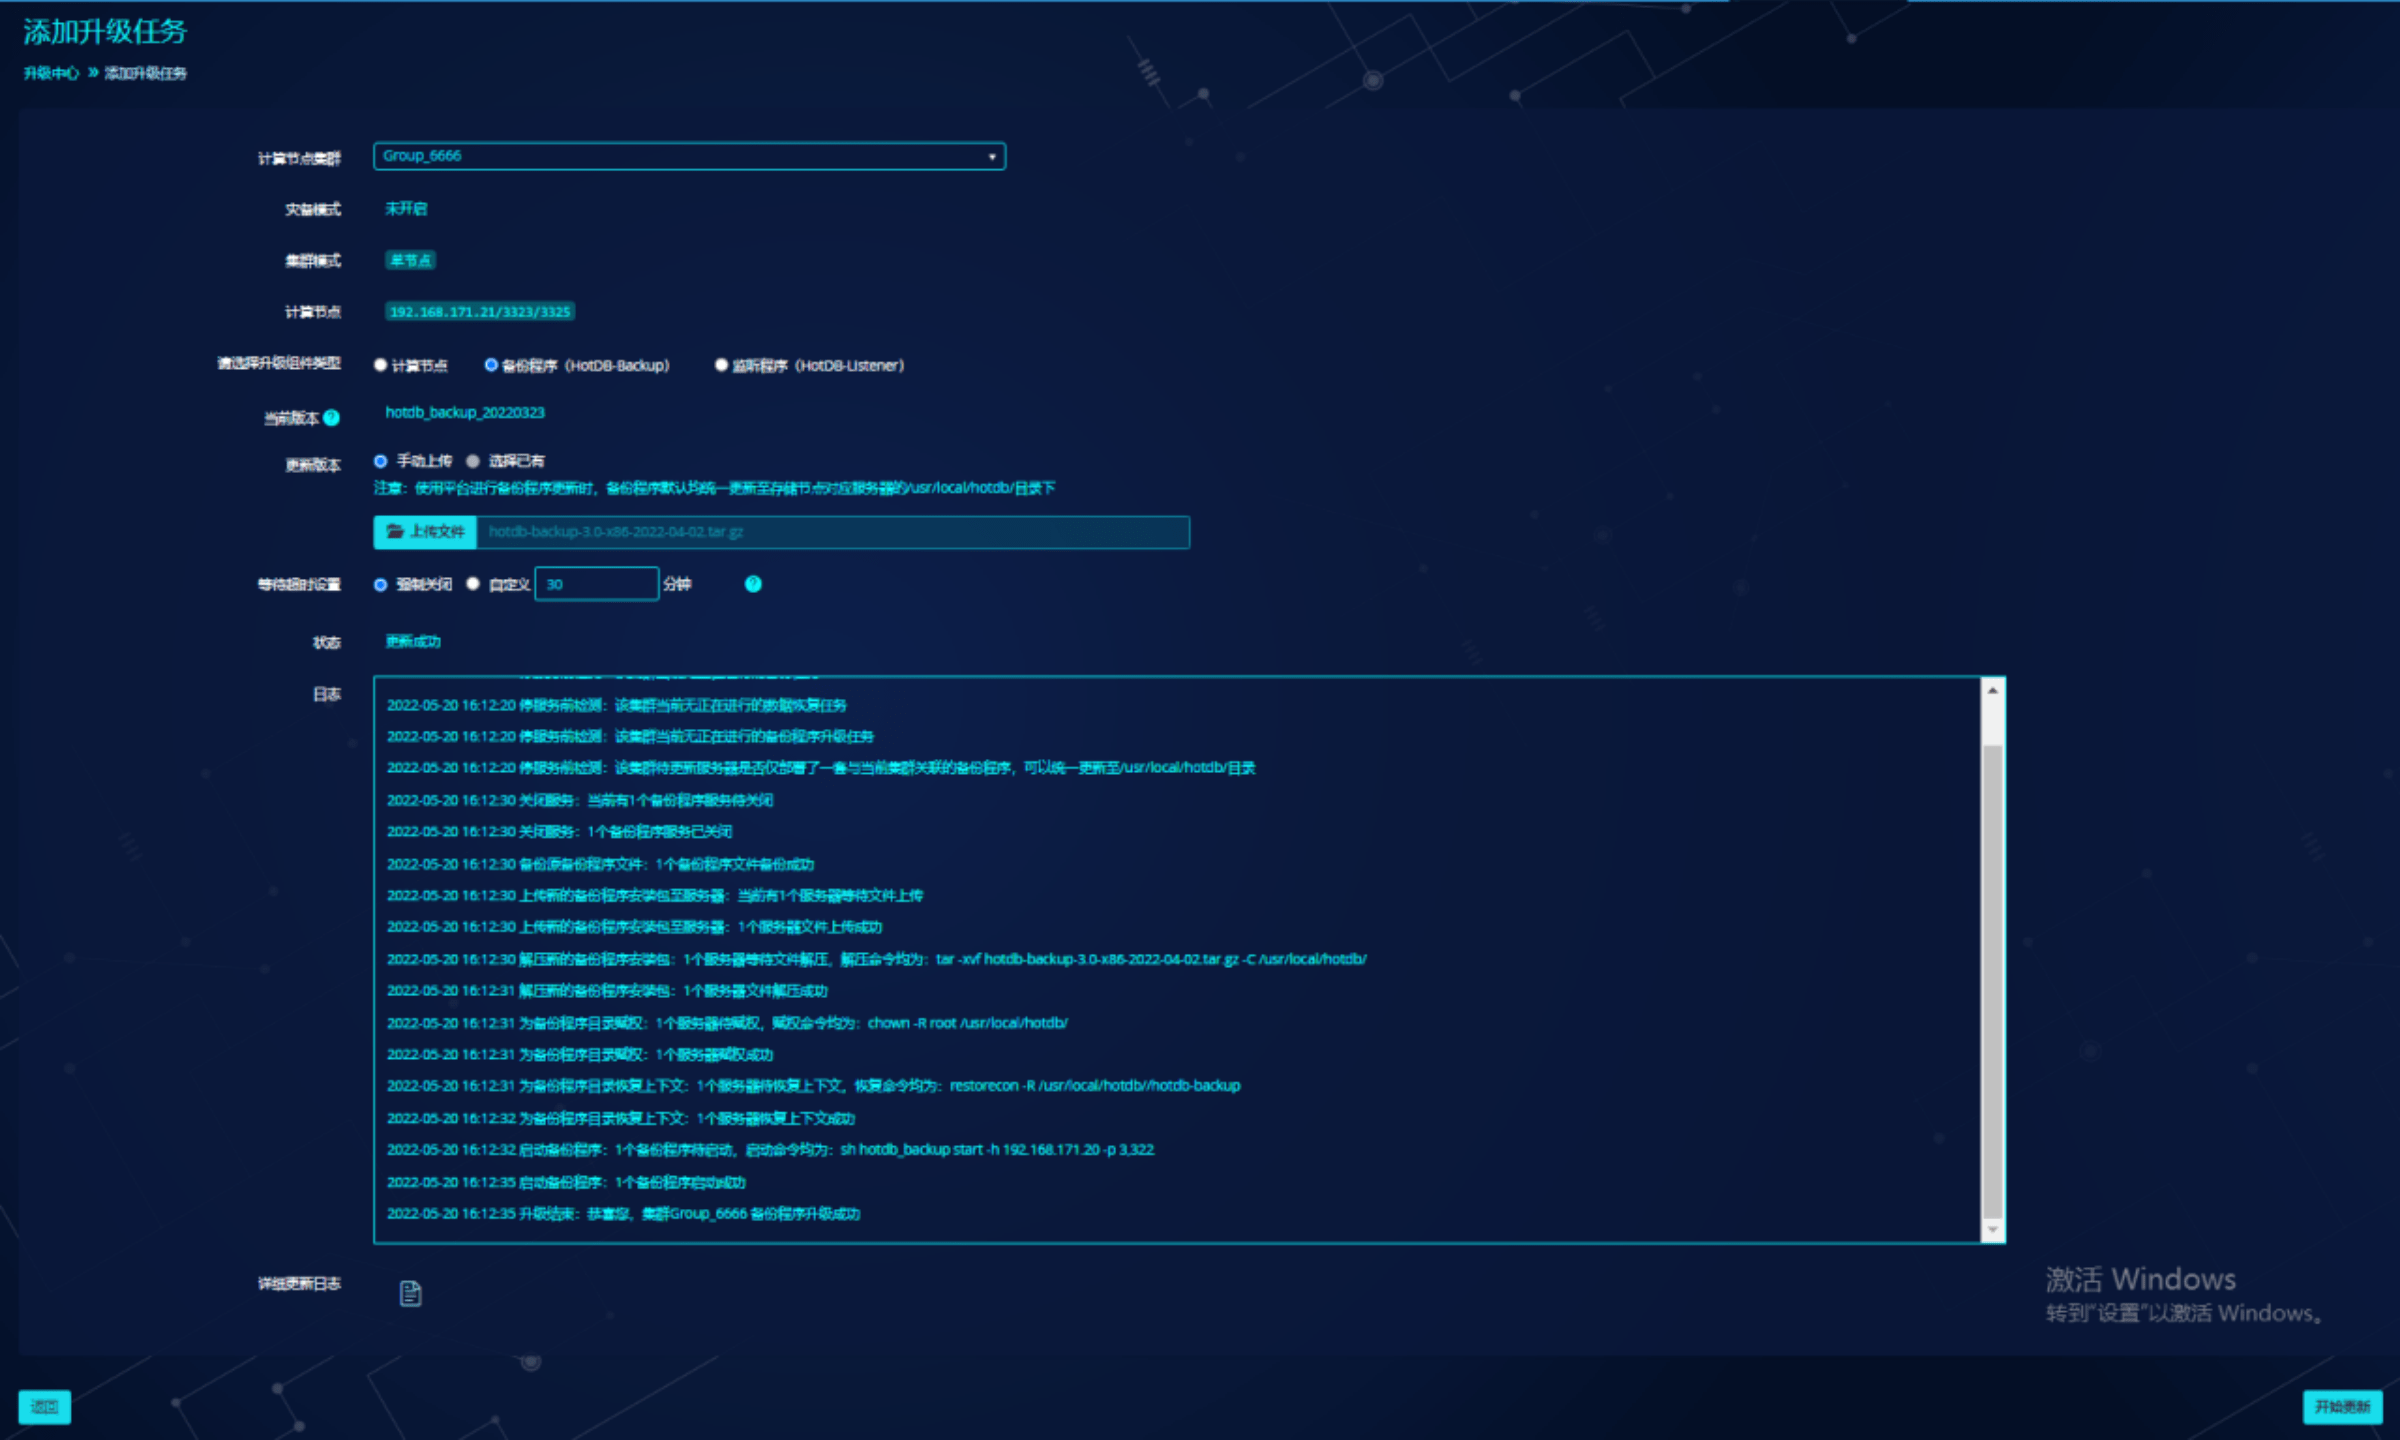 添加升级任务
升级中心 » 添加升级任务
计算节点集群 Group_6666
灾备模式 未开启
集群模式 单节点
计算节点 192.168.171.21/3323/3325
请选择升级组件类型 计算节点 备份程序（HotDB-Backup） 监听程序（HotDB-Listener）
当前版本 ? hotdb_backup_20220323
更新版本 手动上传 选择已有
注意：使用平台进行备份程序更新时，备份程序默认均统一更新至存储节点对应服务器的/usr/local/hotdb/目录下
上传文件 hotdb-backup-3.0-x86-2022-04-02.tar.gz
等待超时设置 强制关闭 自定义 30 分钟 ?
状态 更新成功
日志
2022-05-20 16:12:20 停服务前检测：该集群当前无正在进行的数据恢复任务
2022-05-20 16:12:20 停服务前检测：该集群当前无正在进行的备份程序升级任务
2022-05-20 16:12:20 停服务前检测：该集群待更新服务器是否仅部署了一套与当前集群关联的备份程序，可以统一更新至/usr/local/hotdb/目录
2022-05-20 16:12:30 关闭服务：当前有1个备份程序服务待关闭
2022-05-20 16:12:30 关闭服务：1个备份程序服务已关闭
2022-05-20 16:12:30 备份原备份程序文件：1个备份程序文件备份成功
2022-05-20 16:12:30 上传新的备份程序安装包至服务器：当前有1个服务器等待文件上传
2022-05-20 16:12:30 上传新的备份程序安装包至服务器：1个服务器文件上传成功
2022-05-20 16:12:30 解压新的备份程序安装包：1个服务器等待文件解压，解压命令均为：tar -xvf hotdb-backup-3.0-x86-2022-04-02.tar.gz -C /usr/local/hotdb/
2022-05-20 16:12:31 解压新的备份程序安装包：1个服务器文件解压成功
2022-05-20 16:12:31 为备份程序目录赋权：1个服务器待赋权，赋权命令均为：chown -R root /usr/local/hotdb/
2022-05-20 16:12:31 为备份程序目录赋权：1个服务器赋权成功
2022-05-20 16:12:31 为备份程序目录恢复上下文：1个服务器待恢复上下文，恢复命令均为：restorecon -R /usr/local/hotdb//hotdb-backup
2022-05-20 16:12:32 为备份程序目录恢复上下文：1个服务器恢复上下文成功
2022-05-20 16:12:32 启动备份程序：1个备份程序待启动，启动命令均为：sh hotdb_backup start -h 192.168.171.20 -p 3,322
2022-05-20 16:12:35 启动备份程序：1个备份程序启动成功
2022-05-20 16:12:35 升级结束：恭喜您，集群Group_6666 备份程序升级成功
详细更新日志
激活 Windows
转到"设置"以激活 Windows。
返回
开始更新